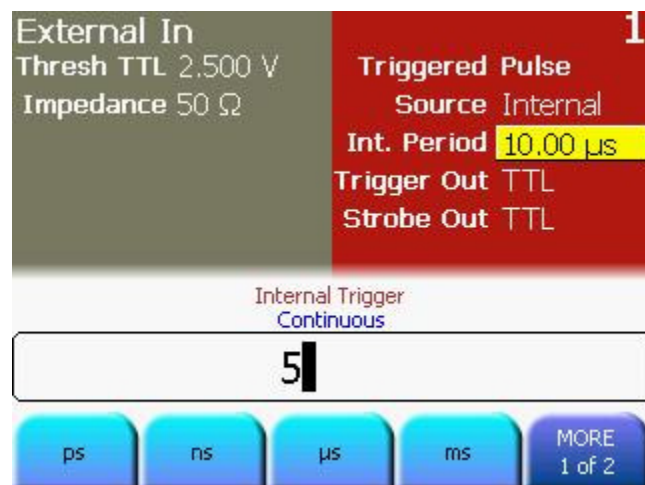 External In
Thresh TTL 2.500 V
Impedance 50 Ω
1
Triggered Pulse
Source Internal
Int. Period 10.00 µs
Trigger Out TTL
Strobe Out TTL
Internal Trigger
Continuous
5
ps
ns
µs
ms
MORE
1 of 2